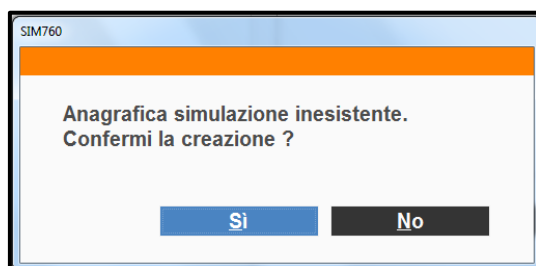 SIM760
Anagrafica simulazione inesistente.
Confermi la creazione ?
Sì
No